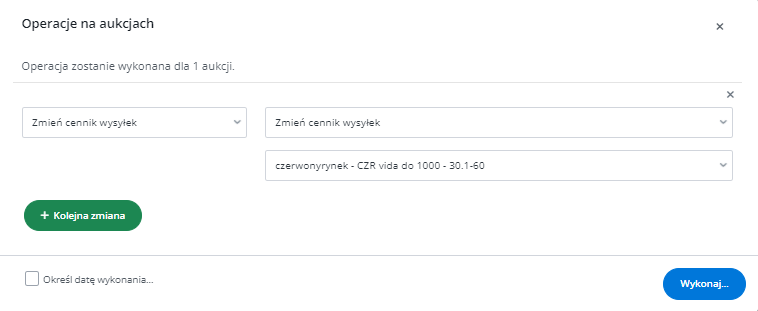 Operacje na aukcjach
Operacja zostanie wykonana dla 1 aukcji.
Zmień cennik wysyłek
Zmień cennik wysyłek
czerwonyrynek - CZR vida do 1000 - 30.1-60
+ Kolejna zmiana
Określ datę wykonania...
Wykonaj...